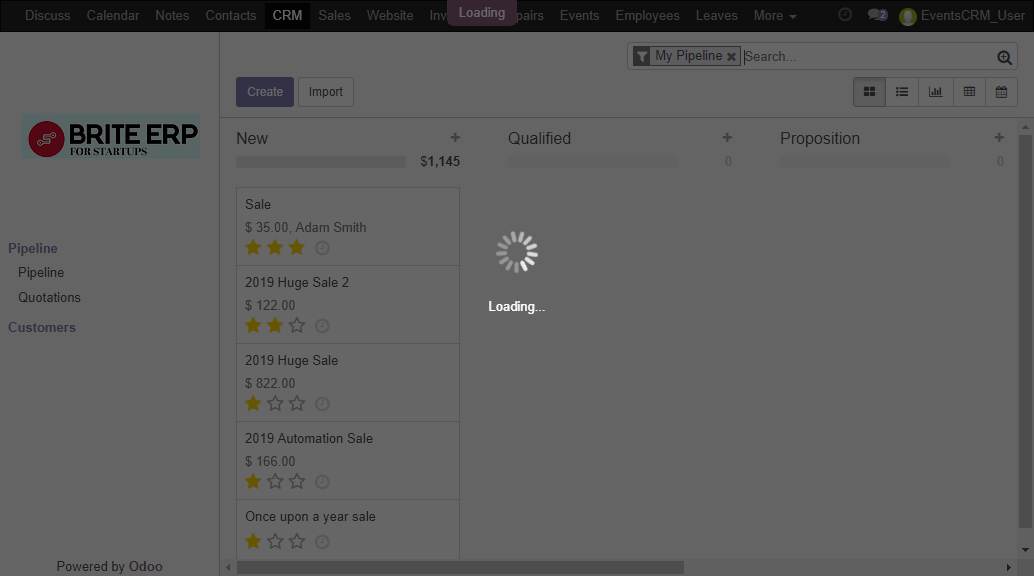 Discuss Calendar Notes Contacts CRM Sales Website Loading Events Employees Leaves More 2 EventsCRM_User
My Pipeline Search...
Create Import
BRITE ERP
FOR STARTUPS
New Qualified Proposition
$1,145 0 0
Sale
$ 35.00, Adam Smith
2019 Huge Sale 2
$ 122.00
Loading...
Pipeline
Pipeline
Quotations
Customers
2019 Huge Sale
$ 822.00
2019 Automation Sale
$ 166.00
Once upon a year sale
Powered by Odoo